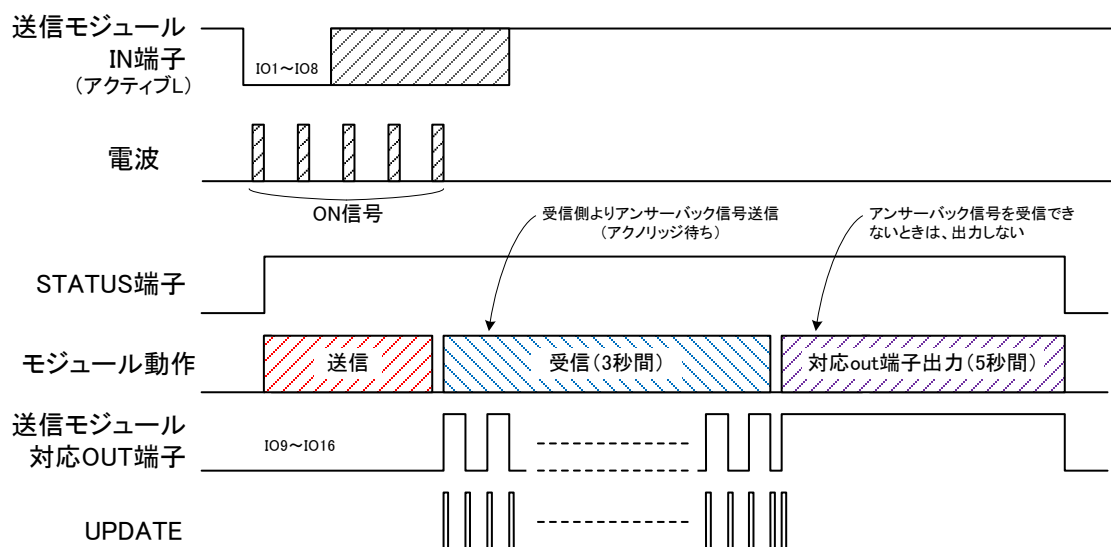 送信モジュール
IN端子
(アクティブL)
IO1～IO8
電波
ON信号
受信側よりアンサーバック信号送信
(アクノリッジ待ち)
アンサーバック信号を受信でき
ないときは、出力しない
STATUS端子
モジュール動作
送信
受信(3秒間)
対応out端子出力(5秒間)
送信モジュール
対応OUT端子
IO9～IO16
UPDATE